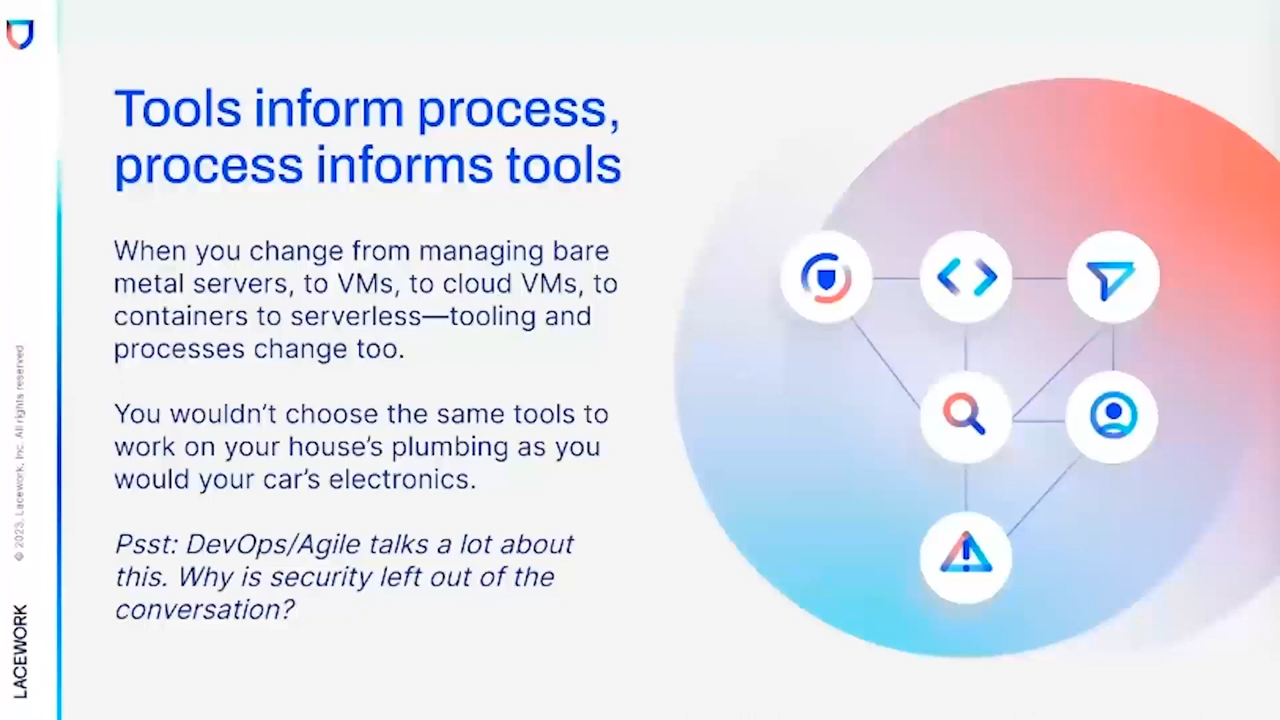 Tools inform process,
process informs tools
When you change from managing bare
metal servers, to VMs, to cloud VMs, to
containers to serverless—tooling and
processes change too.
You wouldn’t choose the same tools to
work on your house’s plumbing as you
would your car’s electronics.
Psst: DevOps/Agile talks a lot about
this. Why is security left out of the
conversation?
© 2023. Lacework, Inc. All rights reserved
LACEWORK